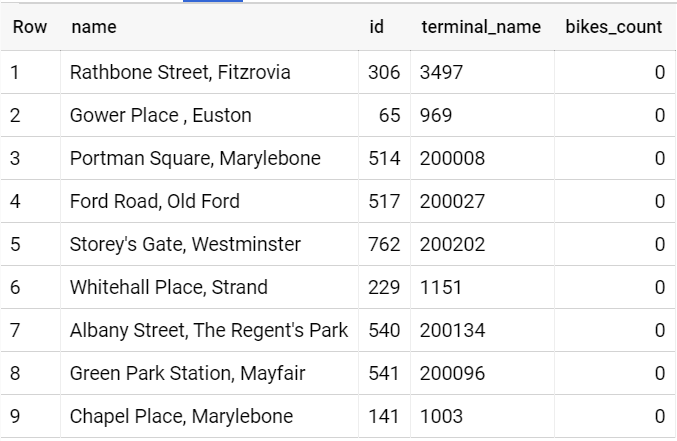 Row name id terminal_name bikes_count
1 Rathbone Street, Fitzrovia 306 3497 0
2 Gower Place , Euston 65 969 0
3 Portman Square, Marylebone 514 200008 0
4 Ford Road, Old Ford 517 200027 0
5 Storey's Gate, Westminster 762 200202 0
6 Whitehall Place, Strand 229 1151 0
7 Albany Street, The Regent's Park 540 200134 0
8 Green Park Station, Mayfair 541 200096 0
9 Chapel Place, Marylebone 141 1003 0